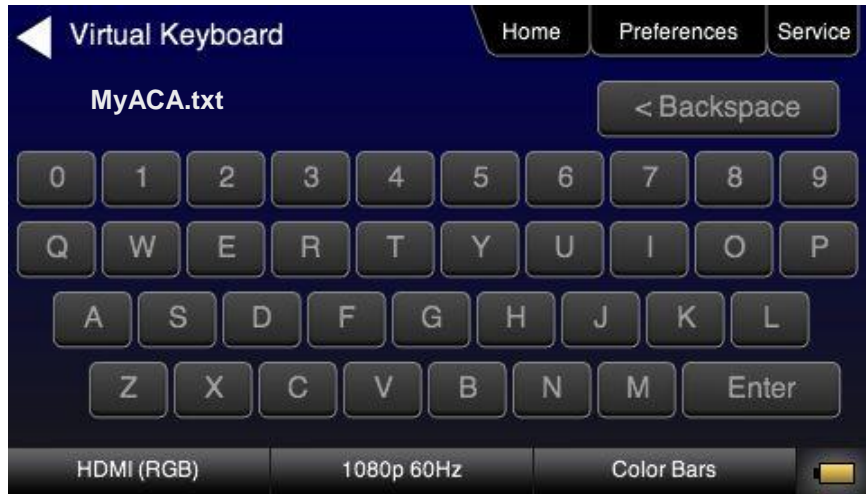 Virtual Keyboard Home Preferences Service
MyACA.txt
< Backspace
0 1 2 3 4 5 6 7 8 9
Q W E R T Y U I O P
A S D F G H J K L
Z X C V B N M Enter
HDMI (RGB) 1080p 60Hz Color Bars